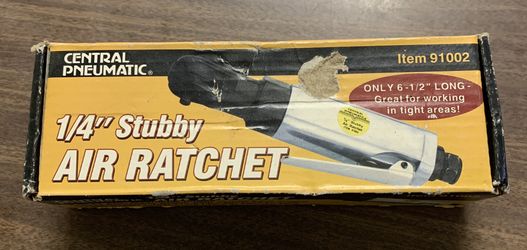 CENTRAL
PNEUMATIC®
Item 91002
ONLY 6-1/2" LONG -
Great for working
in tight areas!
1/4" Stubby
AIR RATCHET